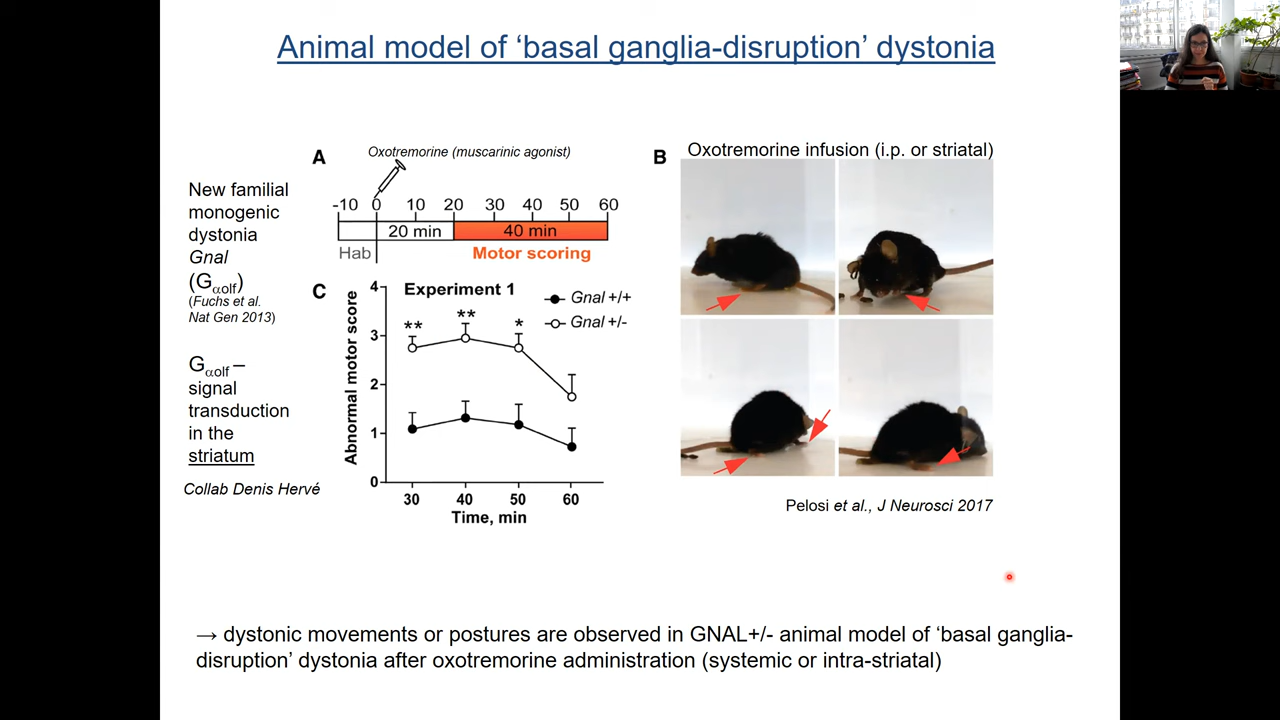 Animal model of ‘basal ganglia-disruption’ dystonia
New familial
monogenic
dystonia
Gnal
(Gαolf)
(Fuchs et al.
Nat Gen 2013)
Gαolf –
signal
transduction
in the
striatum
Collab Denis Hervé
A
Oxotremorine (muscarinic agonist)
-10 0 10 20 30 40 50 60
20 min 40 min
Hab Motor scoring
C
Experiment 1
Gnal +/+
Gnal +/-
Abnormal motor score
4
3
2
1
0
** ** *
30 40 50 60
Time, min
B
Oxotremorine infusion (i.p. or striatal)
Pelosi et al., J Neurosci 2017
→ dystonic movements or postures are observed in GNAL+/- animal model of ‘basal ganglia-
disruption’ dystonia after oxotremorine administration (systemic or intra-striatal)